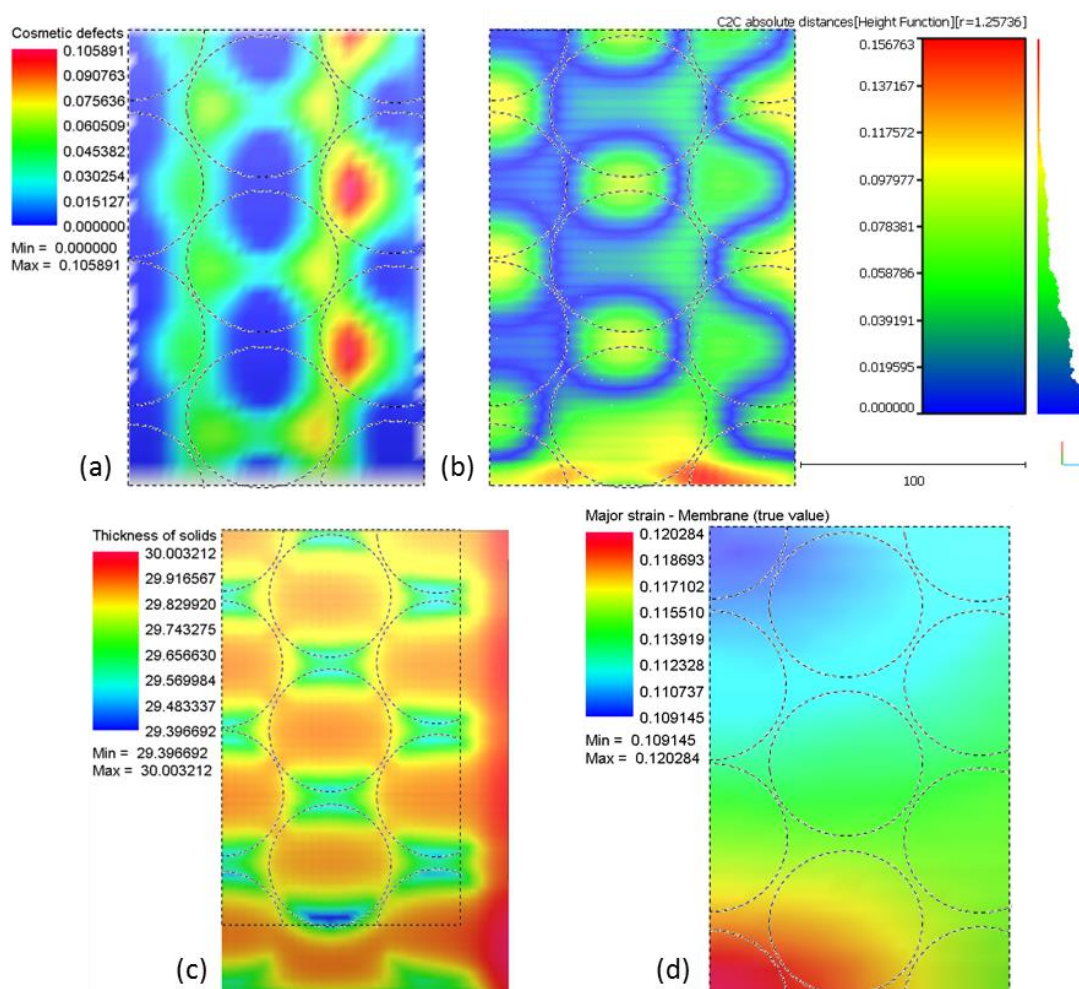 Cosmetic defects
0.105891
0.090763
0.075636
0.060509
0.045382
0.030254
0.015127
0.000000
Min = 0.000000
Max = 0.105891
(a)
C2C absolute distances[Height Function][r=1.25736]
0.156763
0.137167
0.117572
0.097977
0.078381
0.058786
0.039191
0.019595
0.000000
100
(b)
Thickness of solids
30.003212
29.916567
29.829920
29.743275
29.656630
29.569984
29.483337
29.396692
Min = 29.396692
Max = 30.003212
(c)
Major strain - Membrane (true value)
0.120284
0.118693
0.117102
0.115510
0.113919
0.112328
0.110737
0.109145
Min = 0.109145
Max = 0.120284
(d)